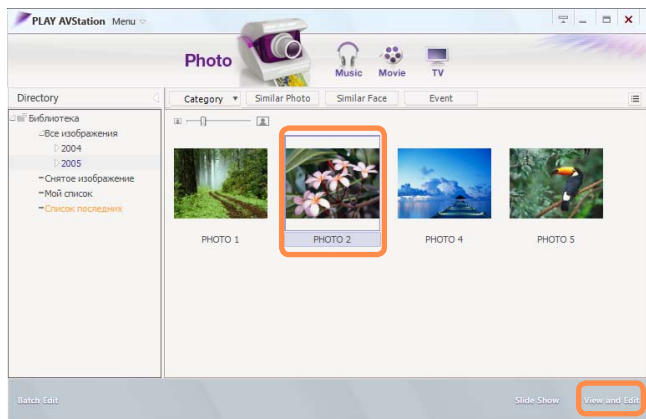 PLAY AVStation Menu
Photo Music Movie TV
Directory
Category Similar Photo Similar Face Event
Библиотека
Все изображения
2004
2005
Снятое изображение
Мой список
Список последних
PHOTO 1 PHOTO 2 PHOTO 4 PHOTO 5
Batch Edit Slide Show View and Edit